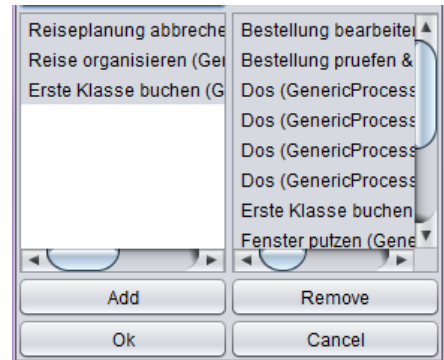 Reiseplanung abbreche
Reise organisieren (Ger
Erste Klasse buchen (G
Bestellung bearbeiten
Bestellung pruefen &
Dos (GenericProcess
Dos (GenericProcess
Dos (GenericProcess
Dos (GenericProcess
Erste Klasse buchen
Fenster putzen (Gene
Add
Remove
Ok
Cancel